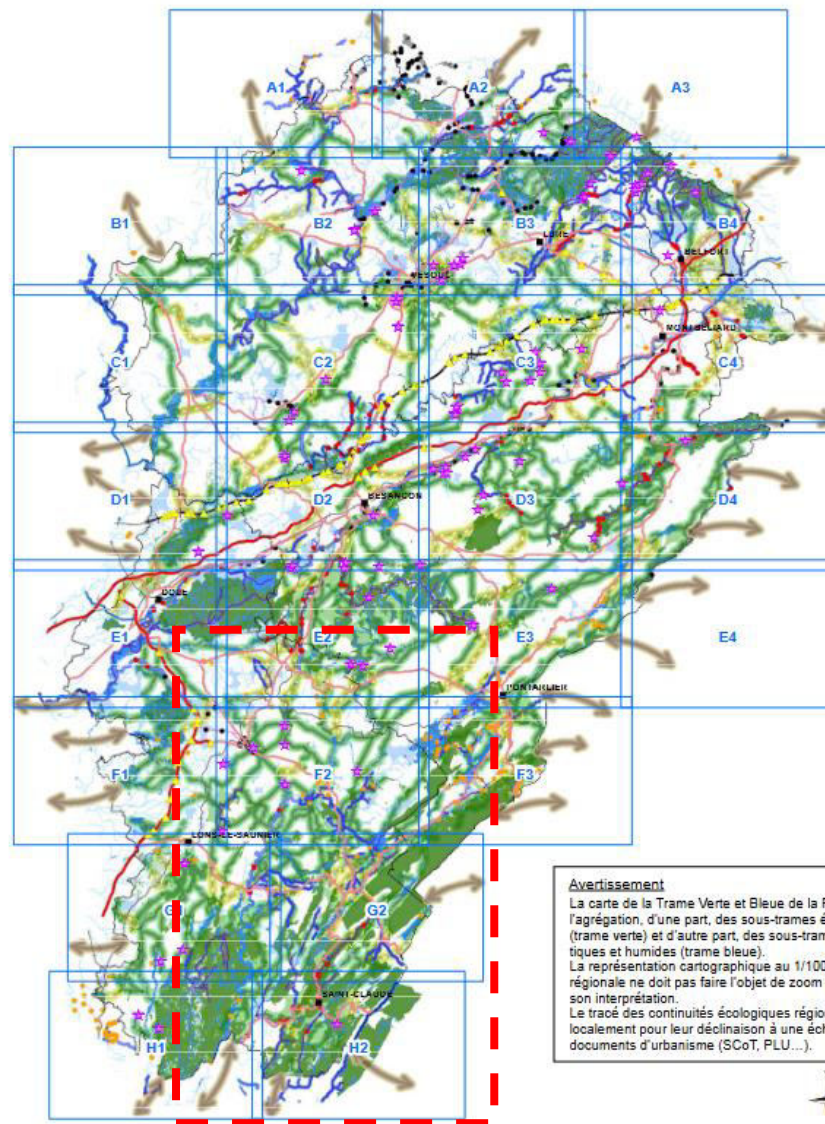 A1
A2
A3
B1
B2
B3
B4
LURE
BELFORT
VESOUL
MONTBELIARD
C1
C2
C3
C4
D1
D2
D3
D4
BESANCON
DOLE
E1
E2
E3
E4
PONTARLIER
F1
F2
F3
LONS-LE-SAUNIER
G1
G2
SAINT-CLAUDE
H1
H2
Avertissement
La carte de la Trame Verte et Bleue de la
l'agrégation, d'une part, des sous-trames
(trame verte) et d'autre part, des sous-tram
tiques et humides (trame bleue).
La représentation cartographique au 1/100
régionale ne doit pas faire l'objet de zoom
son interprétation.
Le tracé des continuités écologiques régio
localement pour leur déclinaison à une éch
documents d'urbanisme (SCoT, PLU…).